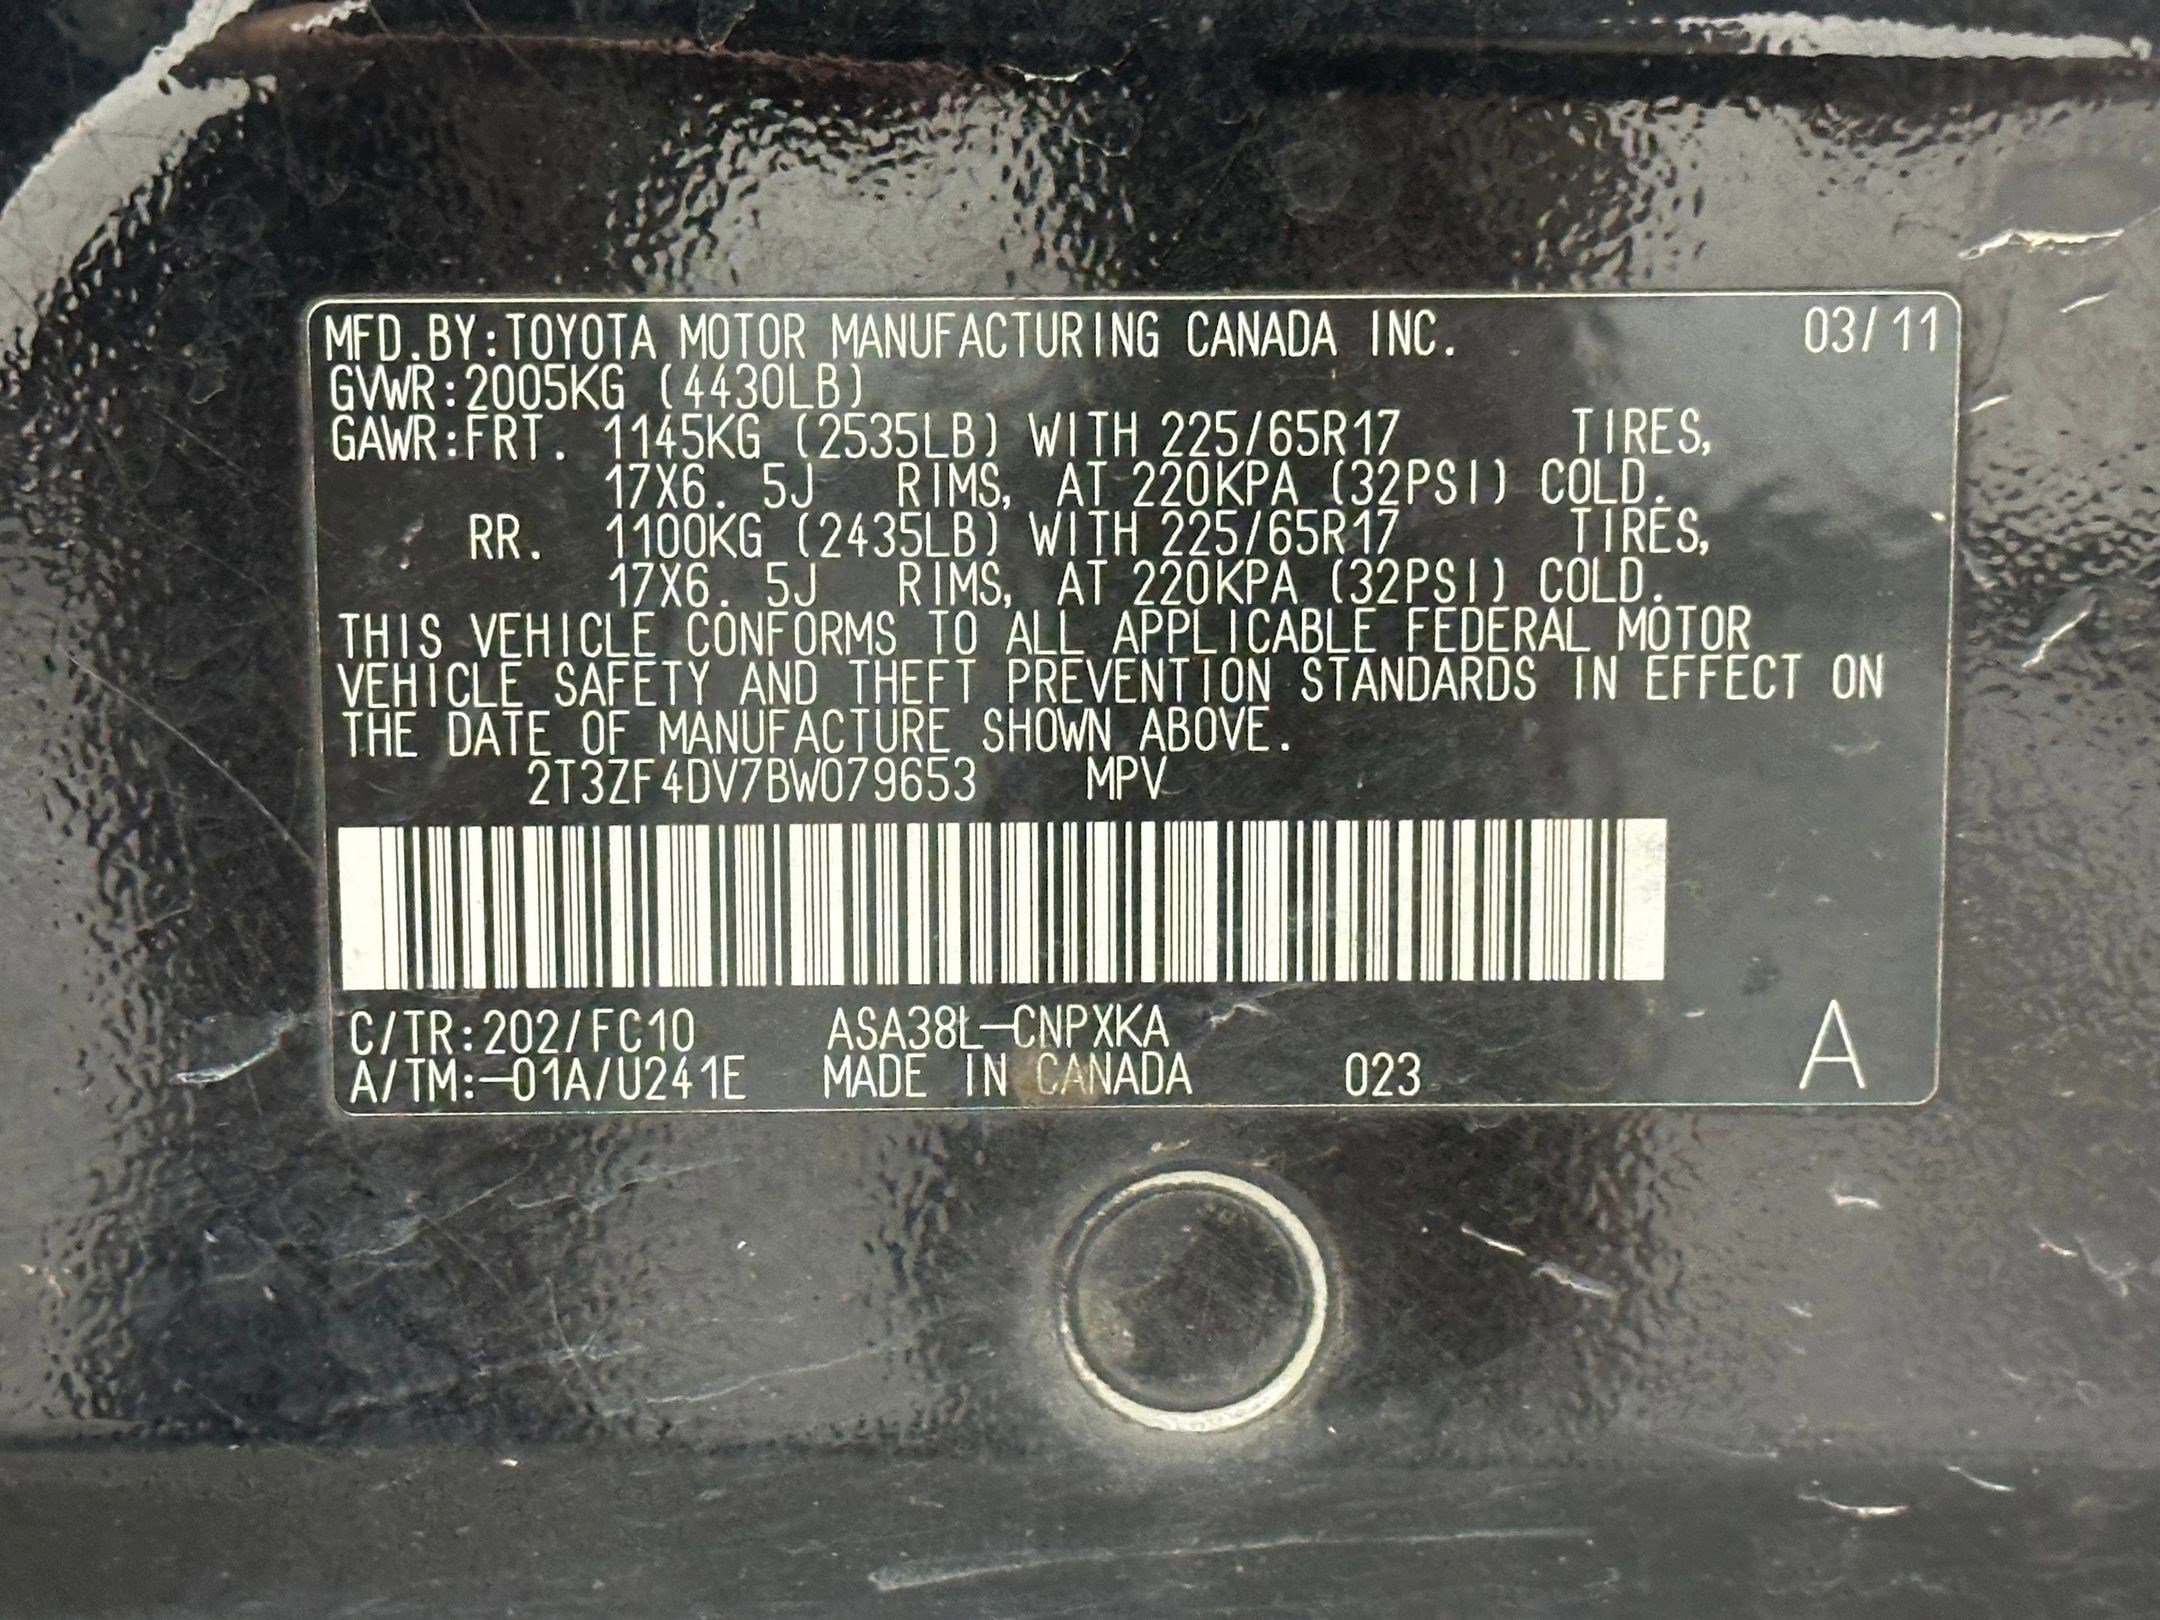 MFD.BY:TOYOTA MOTOR MANUFACTURING CANADA INC. 03/11
GVWR:2005KG (4430LB)
GAWR:FRT. 1145KG (2535LB) WITH 225/65R17 TIRES,
17X6.5J RIMS, AT 220KPA (32PSI) COLD.
RR. 1100KG (2435LB) WITH 225/65R17 TIRES,
17X6.5J RIMS, AT 220KPA (32PSI) COLD.
THIS VEHICLE CONFORMS TO ALL APPLICABLE FEDERAL MOTOR
VEHICLE SAFETY AND THEFT PREVENTION STANDARDS IN EFFECT ON
THE DATE OF MANUFACTURE SHOWN ABOVE.
2T3ZF4DV7BW079653 MPV
C/TR:202/FC10 ASA38L-CNPXKA
A/TM:-01A/U241E MADE IN CANADA 023 A